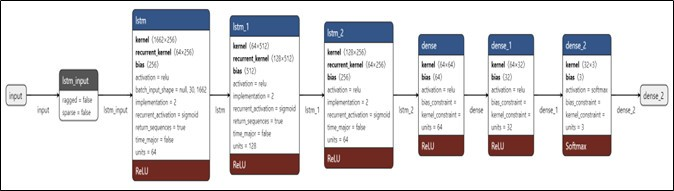 input
input
lstm_input
ragged = false
sparse = false
lstm_input
lstm
kernel (1662×256)
recurrent_kernel (64×256)
bias (256)
activation = relu
batch_input_shape = null, 30, 1662
implementation = 2
recurrent_activation = sigmoid
return_sequences = true
time_major = false
units = 64
ReLU
lstm
lstm_1
kernel (64×512)
recurrent_kernel (128×512)
bias (512)
activation = relu
implementation = 2
recurrent_activation = sigmoid
return_sequences = true
time_major = false
units = 128
ReLU
lstm_1
lstm_2
kernel (128×256)
recurrent_kernel (64×256)
bias (256)
activation = relu
implementation = 2
recurrent_activation = sigmoid
time_major = false
units = 64
ReLU
lstm_2
dense
kernel (64×64)
bias (64)
activation = relu
bias_constraint =
kernel_constraint =
units = 64
ReLU
dense
dense_1
kernel (64×32)
bias (32)
activation = relu
bias_constraint =
kernel_constraint =
units = 32
ReLU
dense_1
dense_2
kernel (32×3)
bias (3)
activation = softmax
bias_constraint =
kernel_constraint =
units = 3
Softmax
dense_2
dense_2